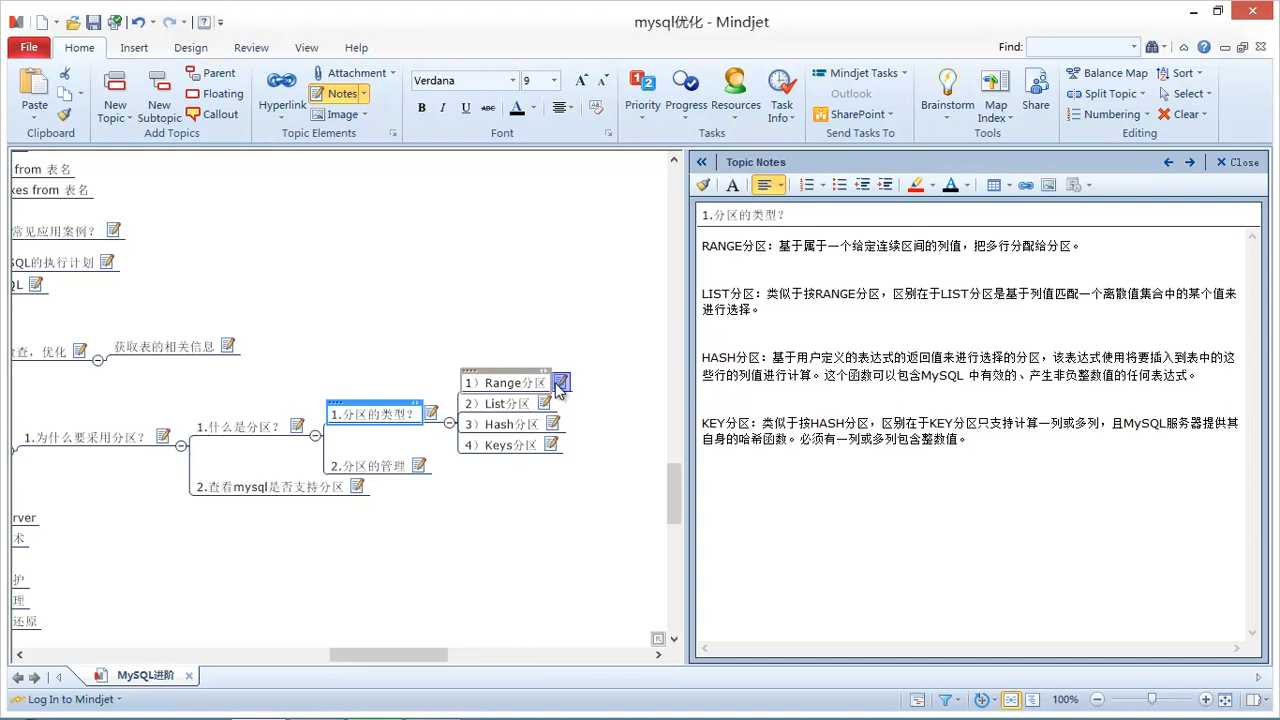 mysql优化 - Mindjet
File
Home
Insert
Design
Review
View
Help
Find:
Paste
Clipboard
New Topic
New Subtopic
Parent
Floating
Callout
Add Topics
Hyperlink
Attachment
Notes
Image
Topic Elements
Verdana
9
B I U abc A
Font
Priority
Progress
Resources
Task Info
Tasks
Mindjet Tasks
Outlook
SharePoint
Send Tasks To
Brainstorm
Map Index
Share
Tools
Balance Map
Split Topic
Numbering
Sort
Select
Clear
Editing
from 表名
xes from 表名
常见应用案例？
SQL的执行计划
QL
检查，优化
获取表的相关信息
1.为什么要采用分区？
1.什么是分区？
2.查看mysql是否支持分区
1.分区的类型？
2.分区的管理
1）Range分区
2）List分区
3）Hash分区
4）Keys分区
rver
术
护
理
还原
Topic Notes
Close
1.分区的类型？
RANGE分区：基于属于一个给定连续区间的列值，把多行分配给分区。
LIST分区：类似于按RANGE分区，区别在于LIST分区是基于列值匹配一个离散值集合中的某个值来
进行选择。
HASH分区：基于用户定义的表达式的返回值来进行选择的分区，该表达式使用将要插入到表中的这
些行的列值进行计算。这个函数可以包含MySQL 中有效的、产生非负整数值的任何表达式。
KEY分区：类似于按HASH分区，区别在于KEY分区只支持计算一列或多列，且MySQL服务器提供其
自身的哈希函数。必须有一列或多列包含整数值。
MySQL进阶
Log In to Mindjet
100%